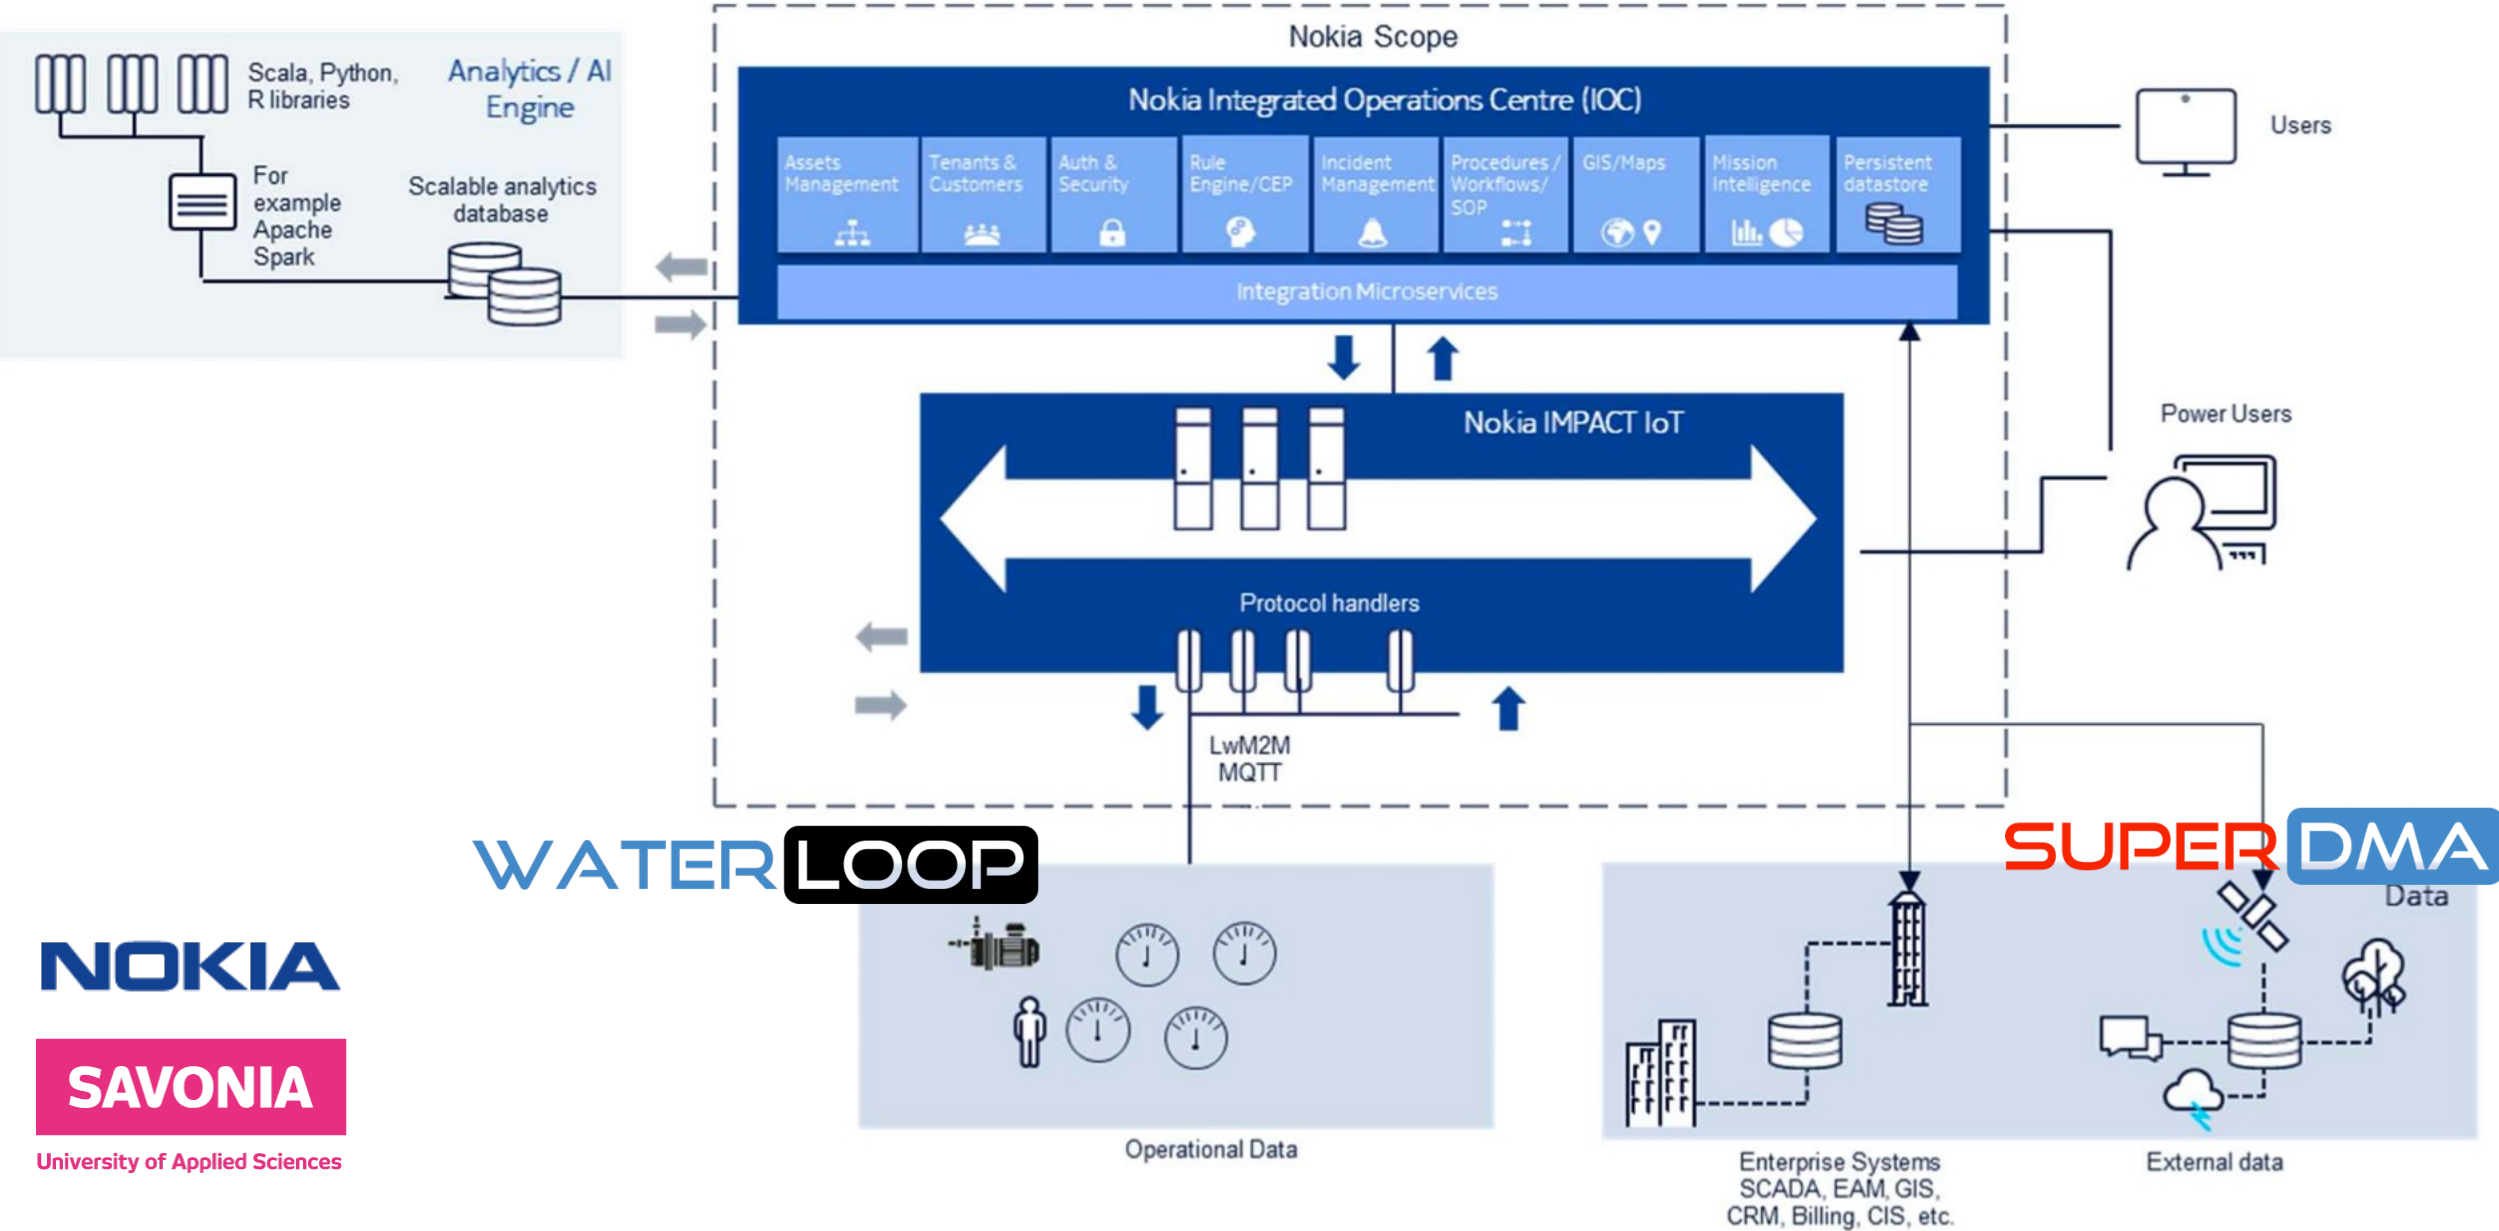 Nokia Scope
Scala, Python,
R libraries
Analytics / AI
Engine
For
example
Apache
Spark
Scalable analytics
database
Nokia Integrated Operations Centre (IOC)
Assets
Management
Tenants &
Customers
Auth &
Security
Rule
Engine/CEP
Incident
Management
Procedures /
Workflows/
SOP
GIS/Maps
Mission
Intelligence
Persistent
datastore
Integration Microservices
Users
Nokia IMPACT IoT
Power Users
Protocol handlers
LwM2M
MQTT
WATERLOOP
SUPERDMA
Data
NOKIA
SAVONIA
University of Applied Sciences
Operational Data
Enterprise Systems
SCADA, EAM, GIS,
CRM, Billing, CIS, etc.
External data